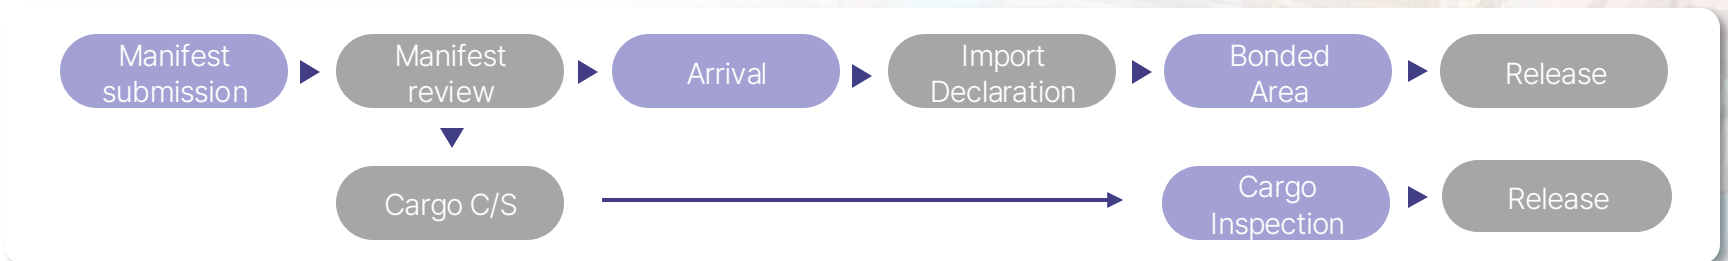 Manifest
submission
Manifest
review
Arrival
Import
Declaration
Bonded
Area
Release
Cargo C/S
Cargo
Inspection
Release